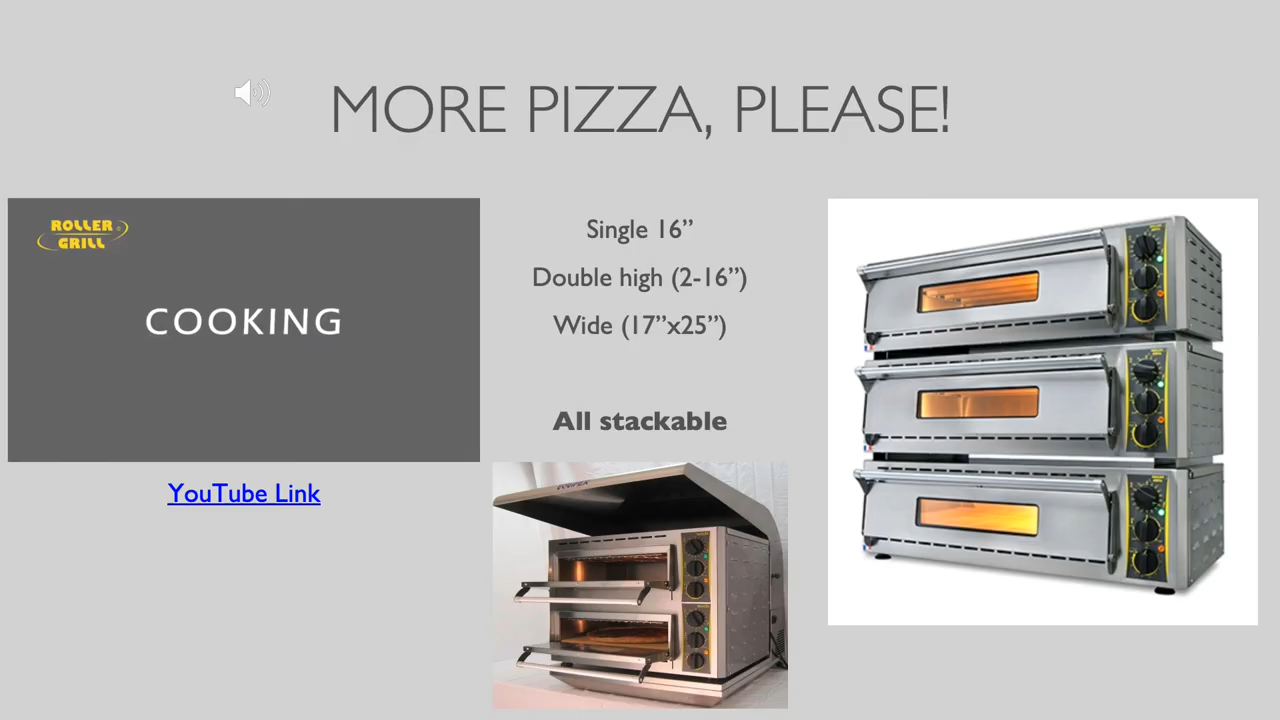 MORE PIZZA, PLEASE!
ROLLER
GRILL
COOKING
YouTube Link
Single 16”
Double high (2-16”)
Wide (17”x25”)
All stackable